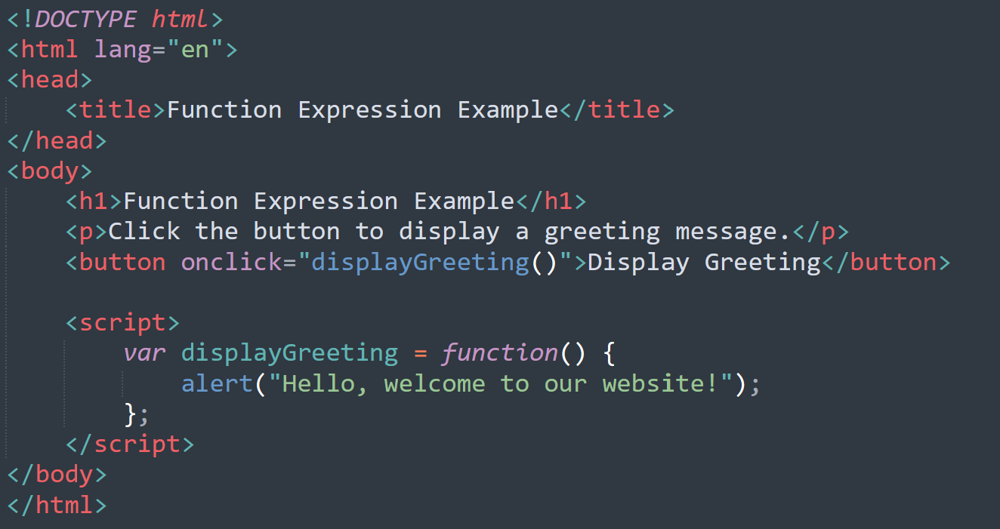 <!DOCTYPE html>
<html lang="en">
<head>
    <title>Function Expression Example</title>
</head>
<body>
    <h1>Function Expression Example</h1>
    <p>Click the button to display a greeting message.</p>
    <button onclick="displayGreeting()">Display Greeting</button>

    <script>
        var displayGreeting = function() {
            alert("Hello, welcome to our website!");
        };
    </script>
</body>
</html>